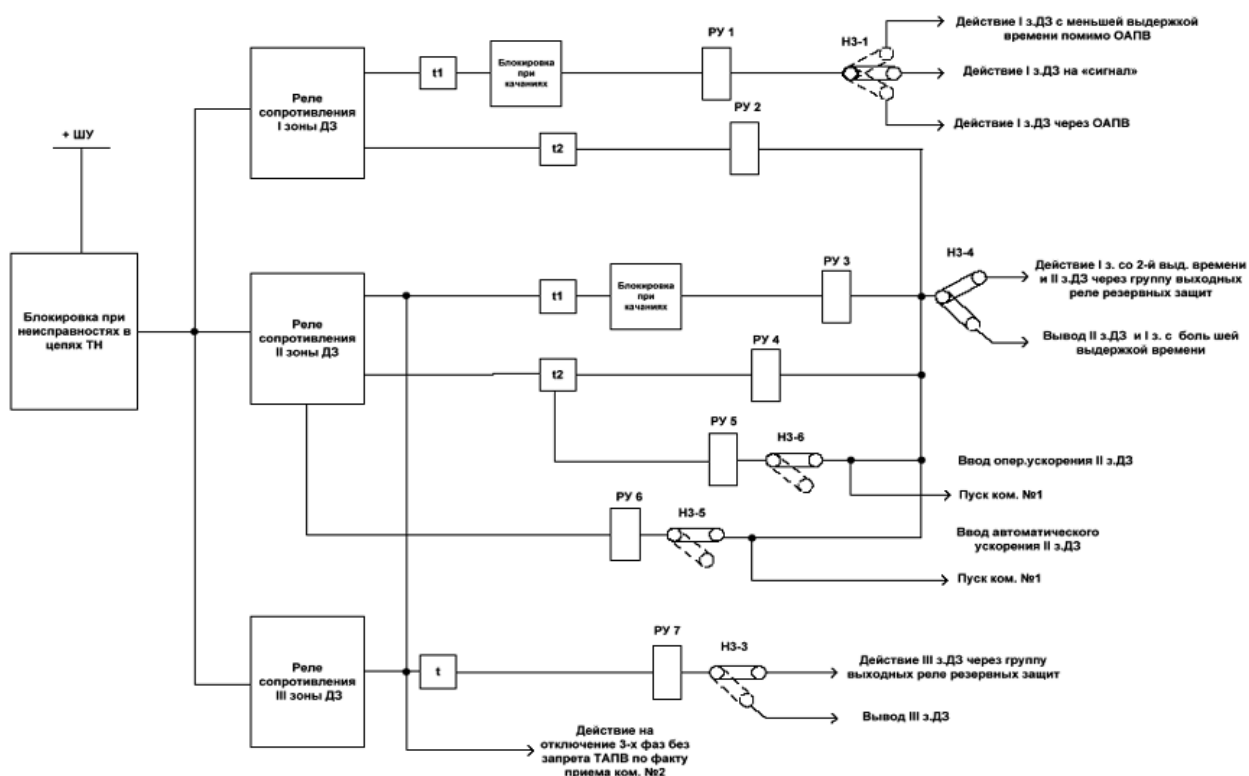 Действие I з.ДЗ с меньшей выдержкой
времени помимо ОАПВ
РУ 1
НЗ-1
t1
Блокировка
при
качаниях
Действие I з.ДЗ на «сигнал»
Реле
сопротивления
I зоны ДЗ
РУ 2
Действие I з.ДЗ через ОАПВ
+ ШУ
t2
НЗ-4
РУ 3
Действие I з. со 2-й выд. времени
и II з.ДЗ через группу выходных
реле резервных защит
Блокировка при
неисправностях в
цепях ТН
Реле
сопротивления
II зоны ДЗ
t1
Блокировка
при
качаниях
РУ 4
Вывод II з.ДЗ и I з. с боль шей
выдержкой времени
t2
РУ 5
НЗ-6
Ввод опер.ускорения II з.ДЗ
РУ 6
Пуск ком. №1
НЗ-5
Ввод автоматического
ускорения II з.ДЗ
Пуск ком. №1
РУ 7
НЗ-3
Реле
сопротивления
III зоны ДЗ
t
Действие III з.ДЗ через группу
выходных реле резервных защит
Вывод III з.ДЗ
Действие на
отключение 3-х фаз без
запрета ТАПВ по факту
приема ком. №2